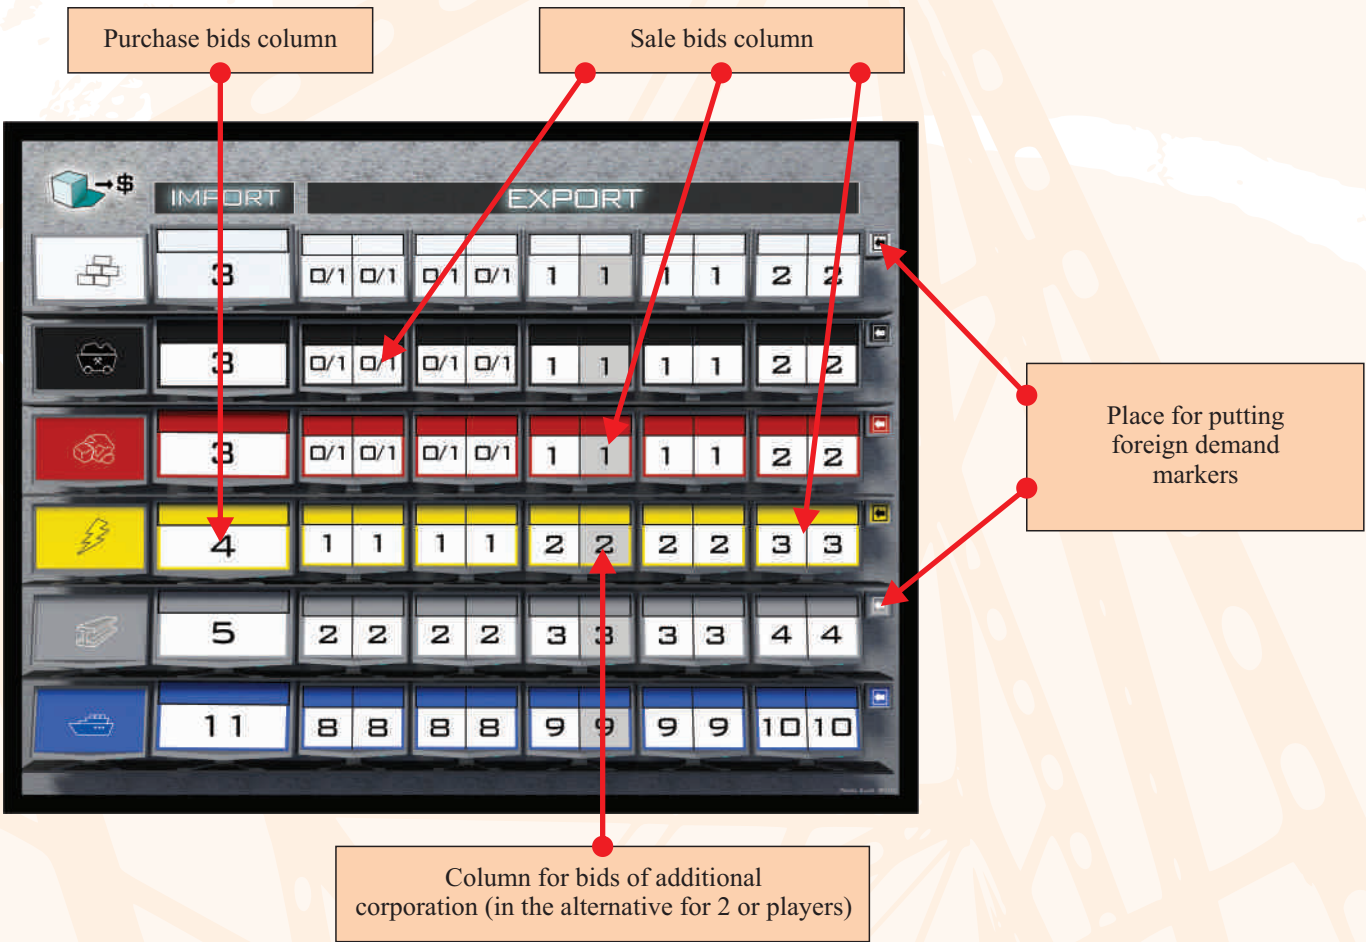 Purchase bids column
Sale bids column
→$
IMPORT EXPORT
3 0/1 0/1 0/1 0/1 1 1 1 1 2 2
3 0/1 0/1 0/1 0/1 1 1 1 1 2 2
3 0/1 0/1 0/1 0/1 1 1 1 1 2 2
4 1 1 1 1 2 2 2 2 3 3
5 2 2 2 2 3 3 3 3 4 4
11 8 8 8 8 9 9 9 9 10 10
Place for putting
foreign demand
markers
Column for bids of additional
corporation (in the alternative for 2 or players)